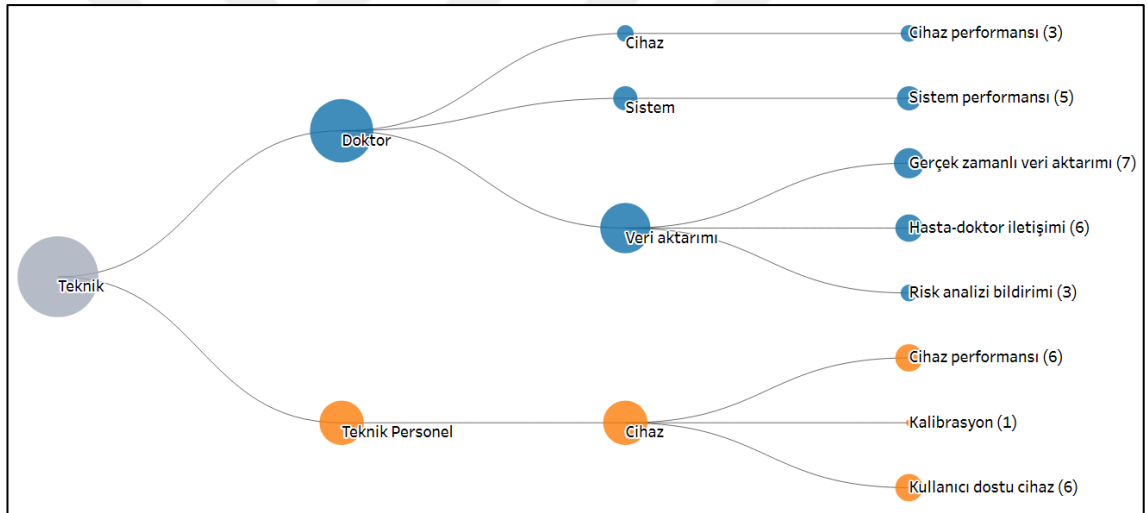 Teknik
Doktor
Cihaz
Cihaz performansı (3)
Sistem
Sistem performansı (5)
Veri aktarımı
Gerçek zamanlı veri aktarımı (7)
Hasta-doktor iletişimi (6)
Risk analizi bildirimi (3)
Teknik Personel
Cihaz
Cihaz performansı (6)
Kalibrasyon (1)
Kullanıcı dostu cihaz (6)